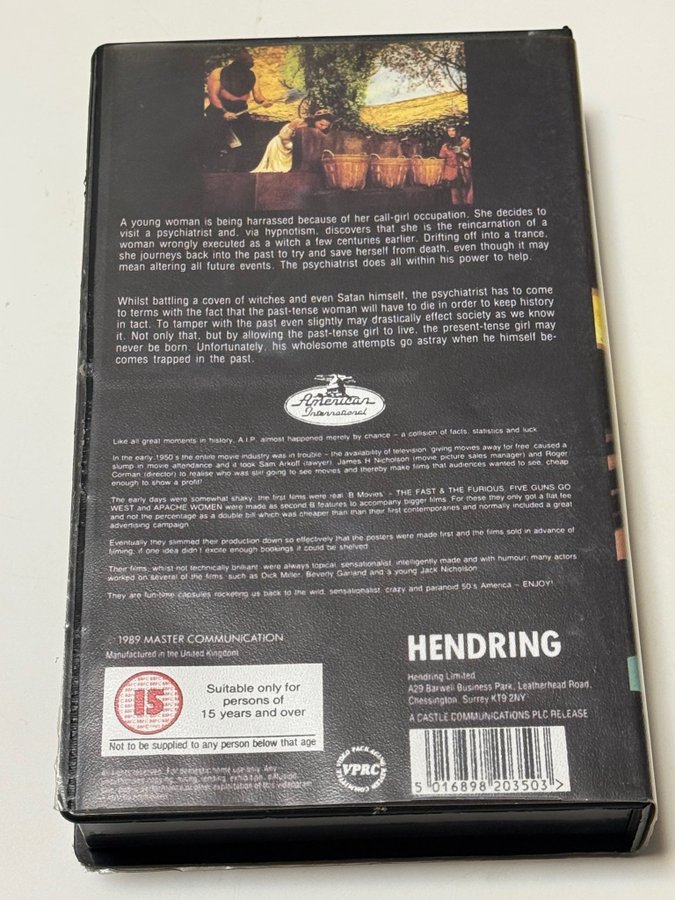 A young woman is being harrassed because of her call-girl occupation. She decides to
visit a psychiatrist and, via hypnotism, discovers that she is the reincarnation of a
woman wrongly executed as a witch a few centuries earlier. Drifting off into a trance,
she journeys back into the past to try and save herself from death, even though it may
mean altering all future events. The psychiatrist does all within his power to help.
Whilst battling a coven of witches and even Satan himself, the psychiatrist has to come
to terms with the fact that the past-tense woman will have to die in order to keep history
in tact. To tamper with the past even slightly may drastically effect society as we know
it. Not only that, but by allowing the past-tense girl to live, the present-tense girl may
never be born. Unfortunately, his wholesome attempts go astray when he himself be-
comes trapped in the past.
American
International
Like all great moments in history, A.I.P. almost happened merely by chance – a collision of facts, statistics and luck
In the early 1950's the entire movie industry was in trouble – the availability of television giving movies away for free caused a
slump in movie attendance and it took Sam Arkoff (lawyer), James H Nicholson (movie picture sales manager) and Roger
Corman (director) to realise who was still going to see movies and thereby make films that audiences wanted to see, cheap
enough to show a profit!
The early days were somewhat shaky; the first films were real 'B' Movies – THE FAST & THE FURIOUS, FIVE GUNS GO
WEST and APACHE WOMEN were made as second B features to accompany bigger films. For these they only got a flat fee
and not the percentage as a double bill which was cheaper than than their first contemporaries and normally included a great
advertising campaign
Eventually they slimmed their production down so effectively that the posters were made first and the films sold in advance of
filming; if one idea didn't excite enough bookings it could be shelved
Their films, whilst not technically brilliant, were always topical, sensationalist, intelligently made and with humour; many actors
worked on several of the films, such as Dick Miller, Beverly Garland and a young Jack Nicholson
They are fun-time capsules rocketing us back to the wild, sensationalist, crazy and paranoid 50's America – ENJOY!
© 1989 MASTER COMMUNICATION
Manufactured in the United Kingdom
HENDRING
Hendring Limited
A29 Barwell Business Park, Leatherhead Road,
Chessington, Surrey KT9 2NY
A CASTLE COMMUNICATIONS PLC RELEASE
15
Suitable only for
persons of
15 years and over
Not to be supplied to any person below that age
All rights reserved. For domestic home use only. Any
VIDEO PACKAGING REVIEW COMMITTEE
VPRC
5 016898 203503 >